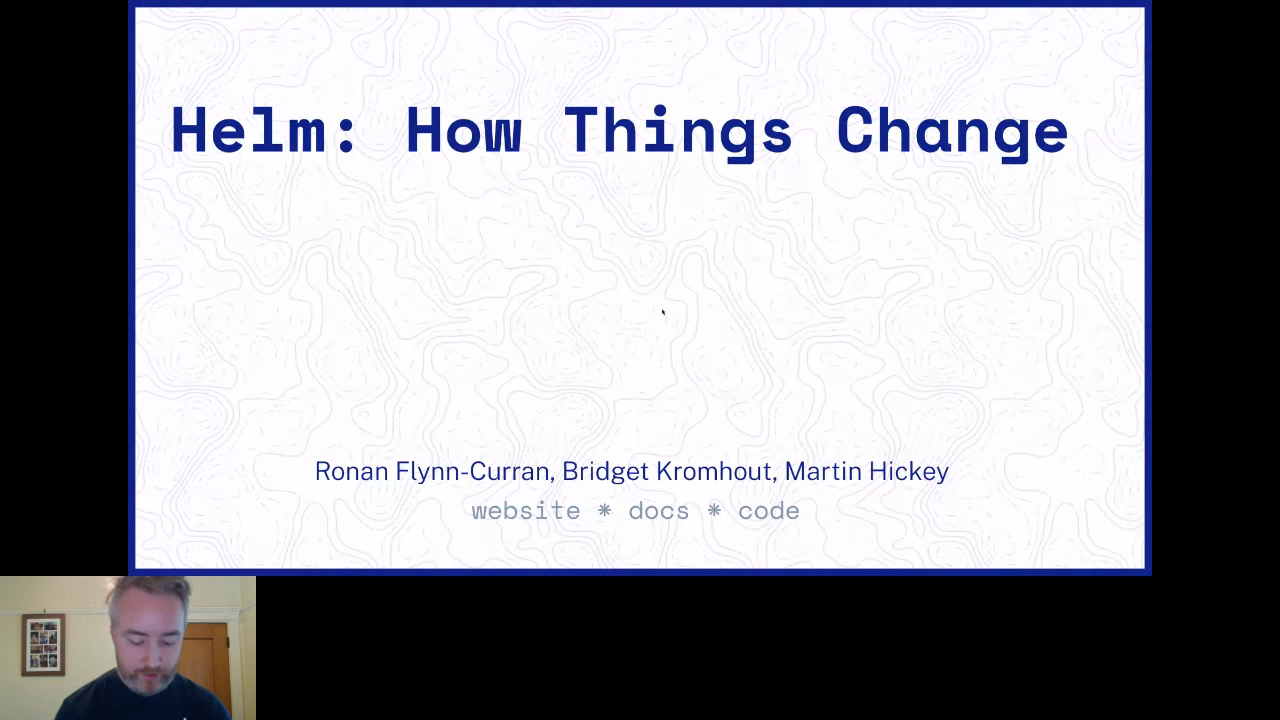 Helm: How Things Change
Ronan Flynn-Curran, Bridget Kromhout, Martin Hickey
website * docs * code